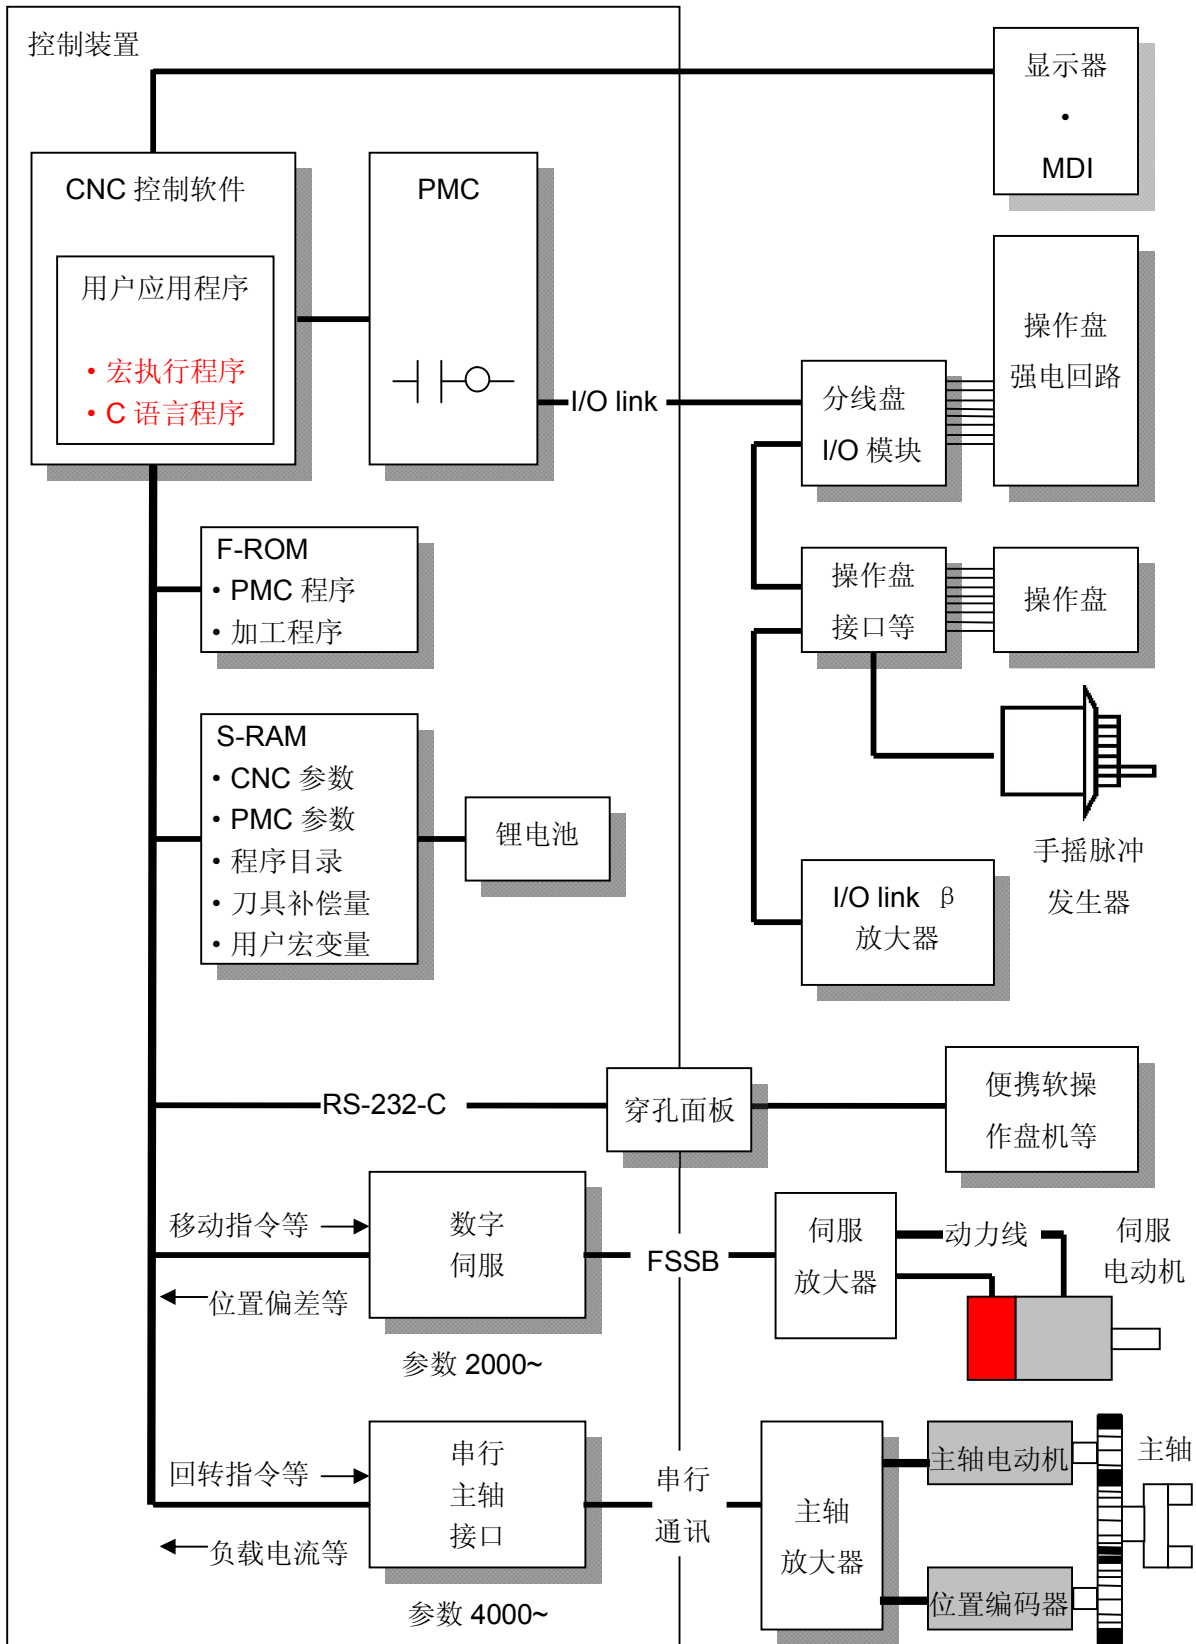 控制装置
显示器
·
MDI
CNC 控制软件
用户应用程序
·宏执行程序
·C 语言程序
PMC
I/O link
分线盘
I/O 模块
操作盘
强电回路
F-ROM
·PMC 程序
·加工程序
操作盘
接口等
操作盘
S-RAM
·CNC 参数
·PMC 参数
·程序目录
·刀具补偿量
·用户宏变量
锂电池
手摇脉冲
发生器
I/O link β
放大器
RS-232-C
穿孔面板
便携软操
作盘机等
移动指令等
位置偏差等
数字
伺服
参数 2000~
FSSB
伺服
放大器
动力线
伺服
电动机
回转指令等
负载电流等
串行
主轴
接口
参数 4000~
串行
通讯
主轴
放大器
主轴电动机
位置编码器
主轴